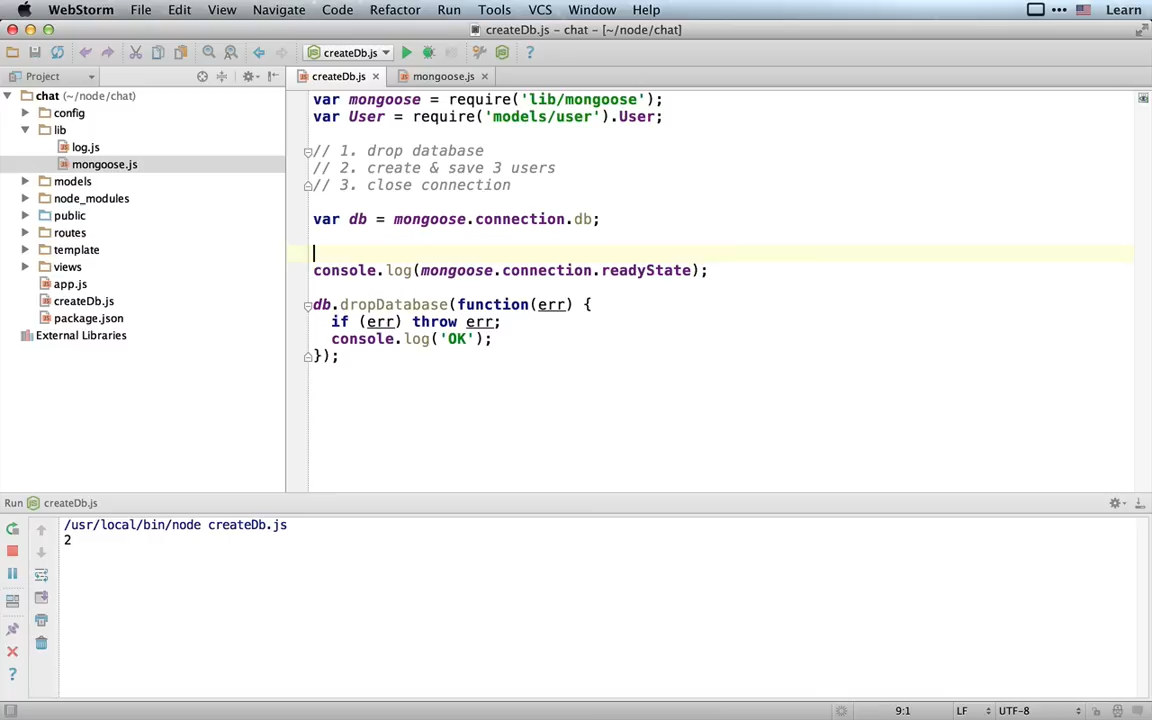 WebStorm File Edit View Navigate Code Refactor Run Tools VCS Window Help Learn
createDb.js – chat – [~/node/chat]
createDb.js
Project
createDb.js mongoose.js
chat (~/node/chat)
config
lib
log.js
mongoose.js
models
node_modules
public
routes
template
views
app.js
createDb.js
package.json
External Libraries
var mongoose = require('lib/mongoose');
var User = require('models/user').User;
// 1. drop database
// 2. create & save 3 users
// 3. close connection
var db = mongoose.connection.db;
console.log(mongoose.connection.readyState);
db.dropDatabase(function(err) {
if (err) throw err;
console.log('OK');
});
Run createDb.js
/usr/local/bin/node createDb.js
2
9:1 LF UTF-8